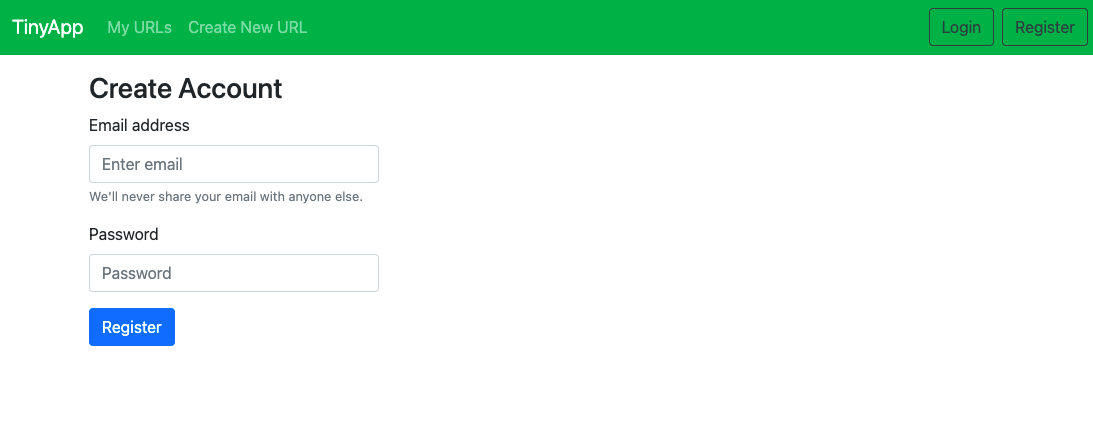 TinyApp My URLs Create New URL Login Register
Create Account
Email address
Enter email
We'll never share your email with anyone else.
Password
Password
Register